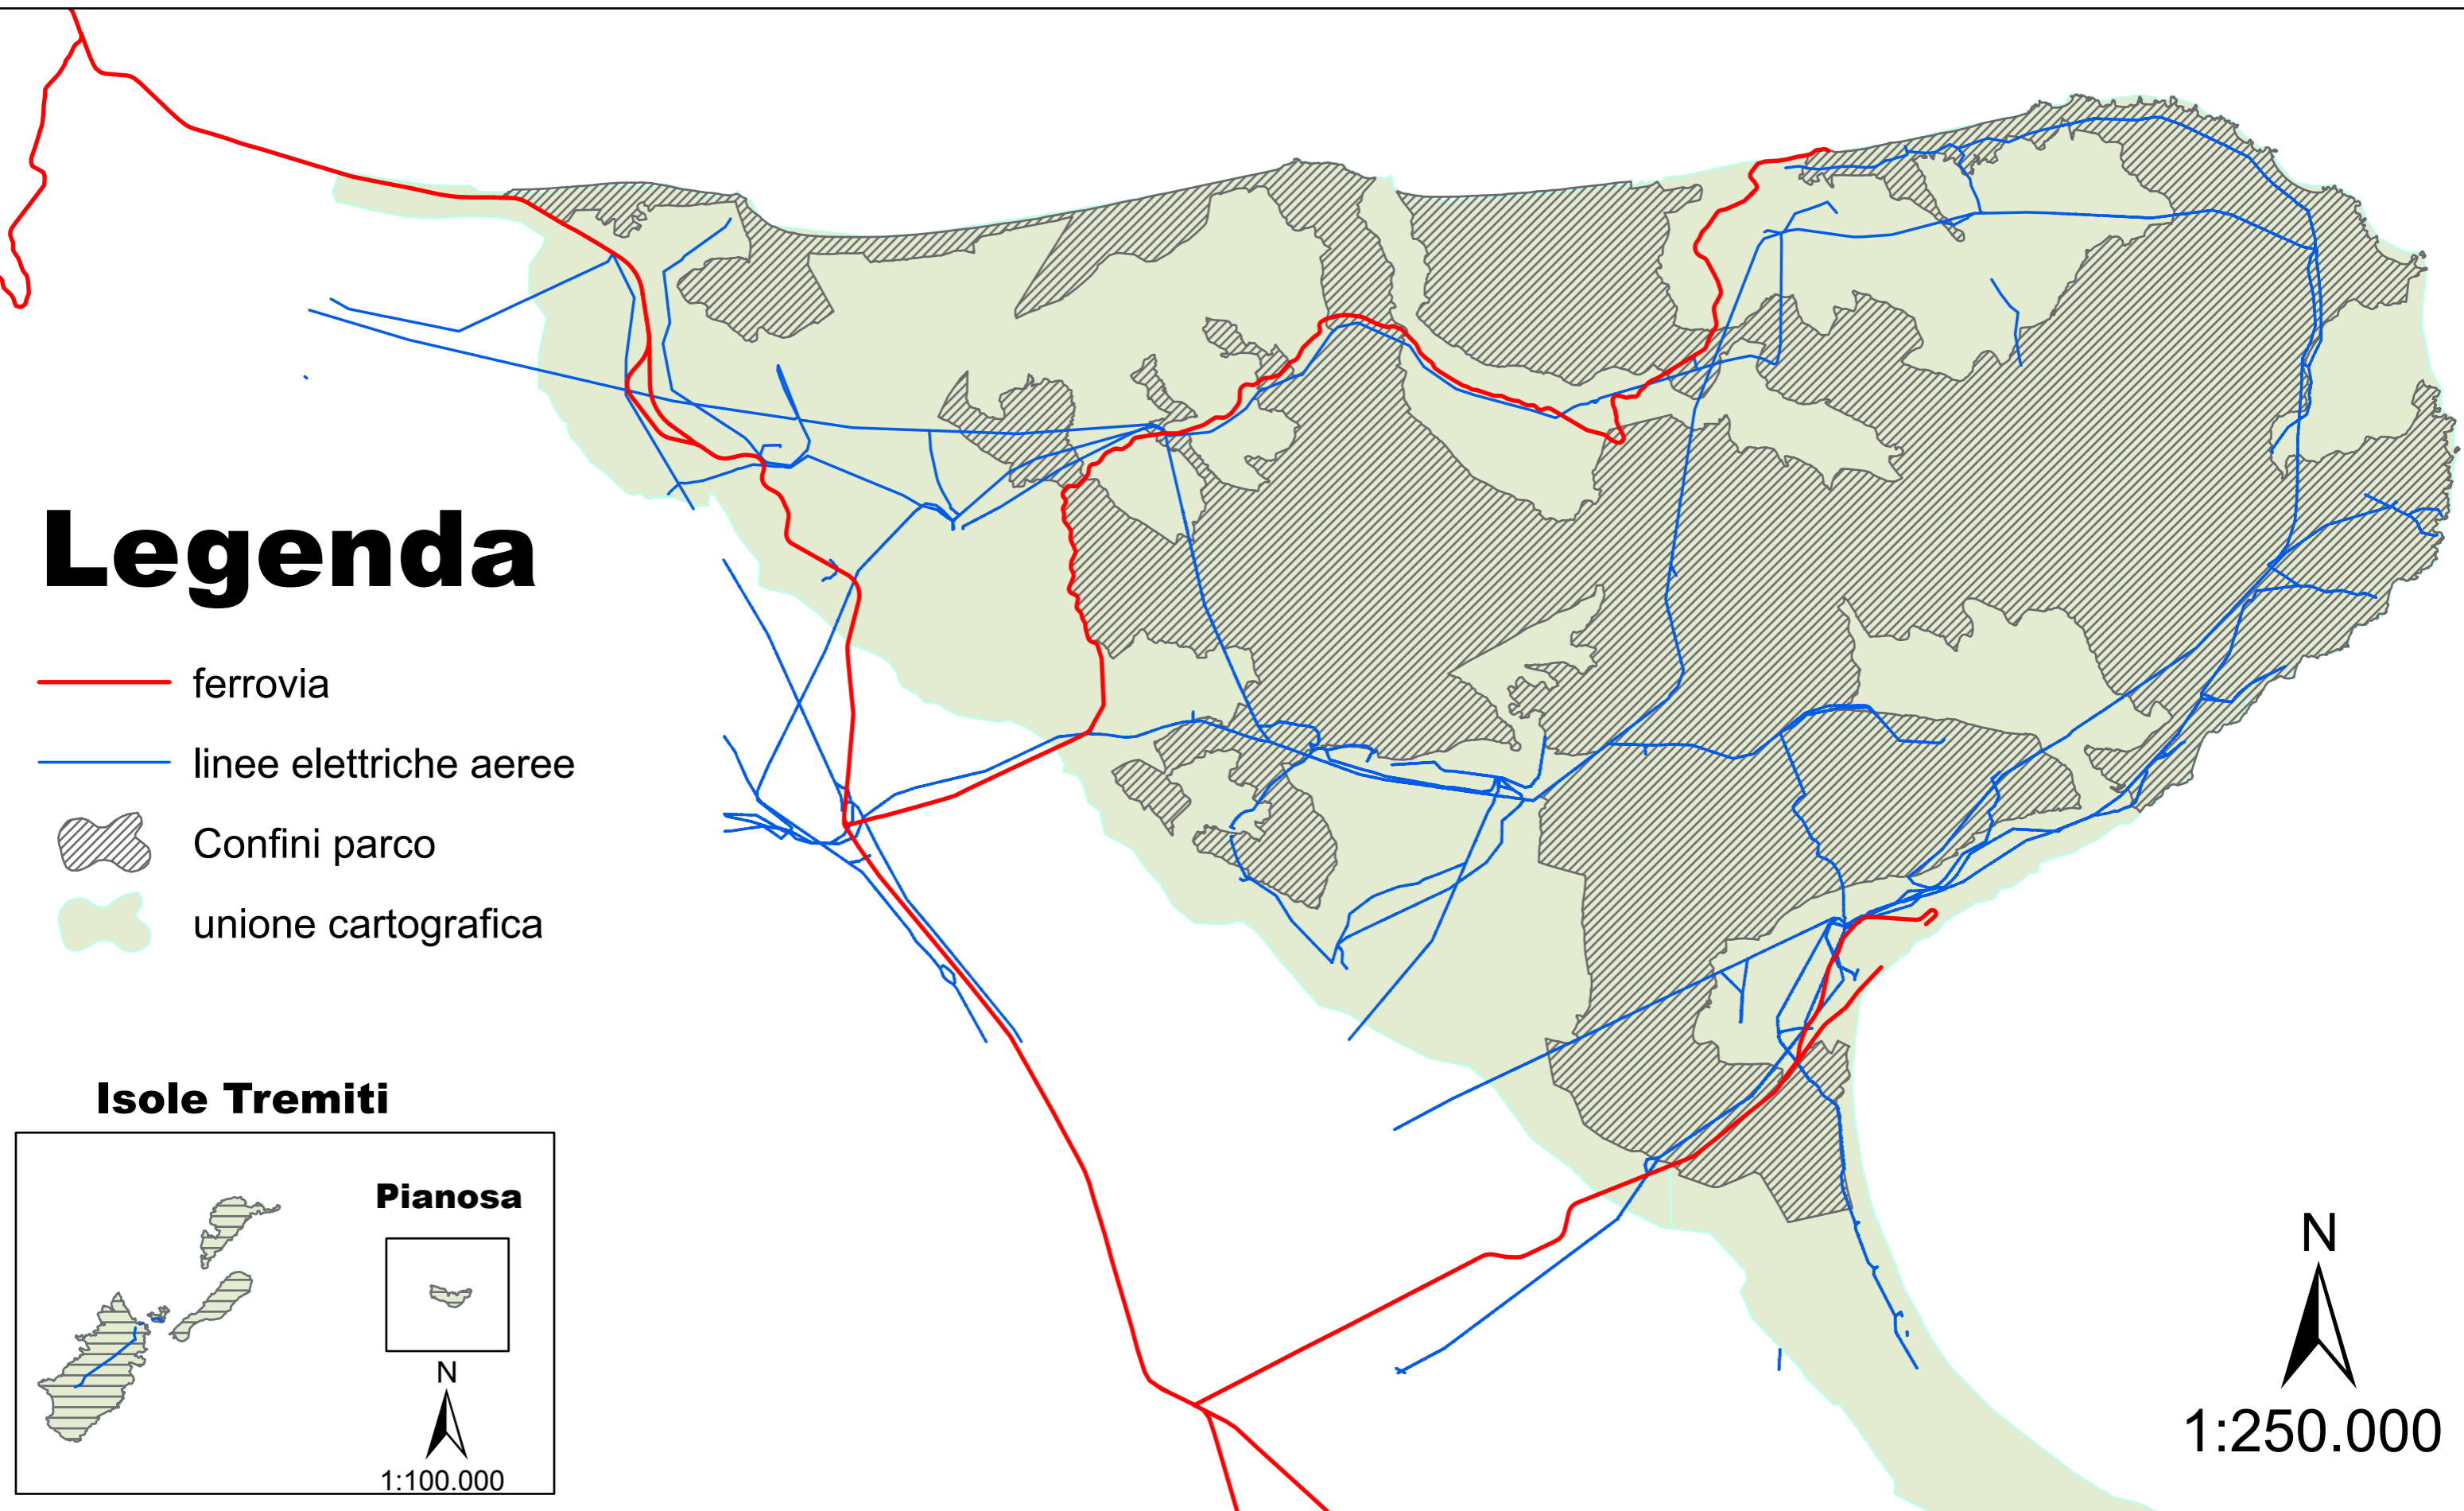 Legenda
ferrovia
linee elettriche aeree
Confini parco
unione cartografica
Isole Tremiti
Pianosa
N
1:100.000
N
1:250.000